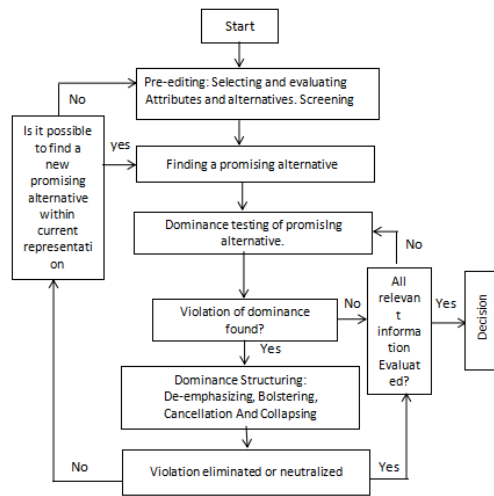 Start
No
Pre-editing: Selecting and evaluating
Attributes and alternatives. Screening
Is it possible
to find a
new
promising
alternative
within
current
representati
on
yes
Finding a promising alternative
Dominance testing of promising
alternative.
No
Violation of dominance
found?
No
All
relevan
t
information
Evaluat
ed?
Yes
Decision
Yes
Dominance Structuring:
De-emphasizing, Bolstering,
Cancellation And Collapsing
No
Violation eliminated or neutralized
Yes